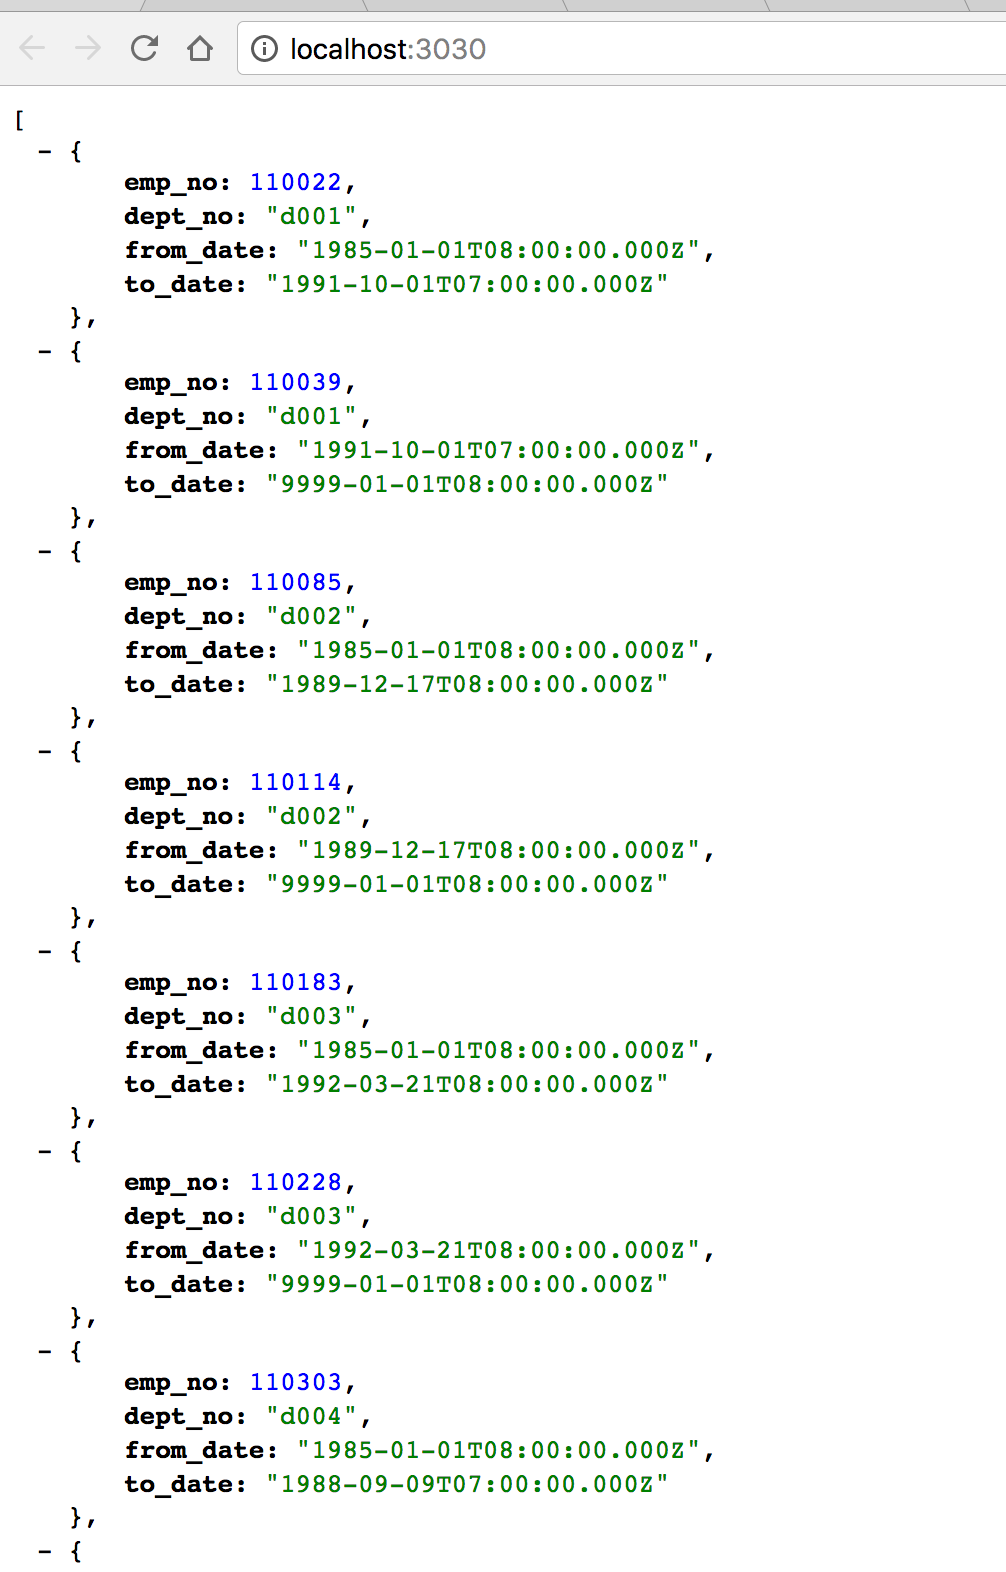 localhost:3030
[
- {
emp_no: 110022,
dept_no: "d001",
from_date: "1985-01-01T08:00:00.000Z",
to_date: "1991-10-01T07:00:00.000Z"
},
- {
emp_no: 110039,
dept_no: "d001",
from_date: "1991-10-01T07:00:00.000Z",
to_date: "9999-01-01T08:00:00.000Z"
},
- {
emp_no: 110085,
dept_no: "d002",
from_date: "1985-01-01T08:00:00.000Z",
to_date: "1989-12-17T08:00:00.000Z"
},
- {
emp_no: 110114,
dept_no: "d002",
from_date: "1989-12-17T08:00:00.000Z",
to_date: "9999-01-01T08:00:00.000Z"
},
- {
emp_no: 110183,
dept_no: "d003",
from_date: "1985-01-01T08:00:00.000Z",
to_date: "1992-03-21T08:00:00.000Z"
},
- {
emp_no: 110228,
dept_no: "d003",
from_date: "1992-03-21T08:00:00.000Z",
to_date: "9999-01-01T08:00:00.000Z"
},
- {
emp_no: 110303,
dept_no: "d004",
from_date: "1985-01-01T08:00:00.000Z",
to_date: "1988-09-09T07:00:00.000Z"
},
- {